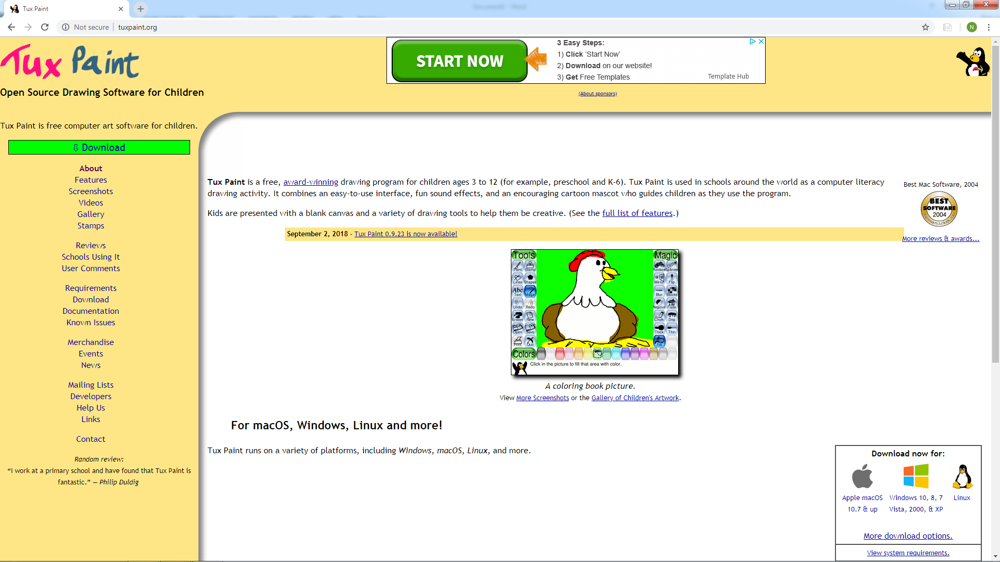 Tux Paint
Not secure
tuxpaint.org
N
Tux Paint
Open Source Drawing Software for Children
START NOW
3 Easy Steps:
1) Click ‘Start Now’
2) Download on our website!
3) Get Free Templates
Template Hub
(About sponsors)
Tux Paint is free computer art software for children.
⇩ Download
About
Features
Screenshots
Videos
Gallery
Stamps
Reviews
Schools Using It
User Comments
Requirements
Download
Documentation
Known Issues
Merchandise
Events
News
Mailing Lists
Developers
Help Us
Links
Contact
Random review:
“I work at a primary school and have found that Tux Paint is
fantastic.” — Philip Duldig
Tux Paint is a free, award-winning drawing program for children ages 3 to 12 (for example, preschool and K-6). Tux Paint is used in schools around the world as a computer literacy
drawing activity. It combines an easy-to-use interface, fun sound effects, and an encouraging cartoon mascot who guides children as they use the program.
Kids are presented with a blank canvas and a variety of drawing tools to help them be creative. (See the full list of features.)
Best Mac Software, 2004
BEST
SOFTWARE
2004
More reviews & awards...
September 2, 2018 - Tux Paint 0.9.23 is now available!
Tools
Magic
Paint Stamp
Rainbow Sparkles
Lines Shapes
Mirror Flip
Abc
Text Magic
Blur Blocks
Undo Redo
Negative Fade
Eraser New
Chalk Drip
Open Save
Thick Thin
Print Quit
Fill
Colors
Click in the picture to fill that area with color.
A coloring book picture.
View More Screenshots or the Gallery of Children's Artwork.
For macOS, Windows, Linux and more!
Tux Paint runs on a variety of platforms, including Windows, macOS, Linux, and more.
Download now for:
Apple macOS
10.7 & up
Windows 10, 8, 7
Vista, 2000, & XP
Linux
More download options.
View system requirements.